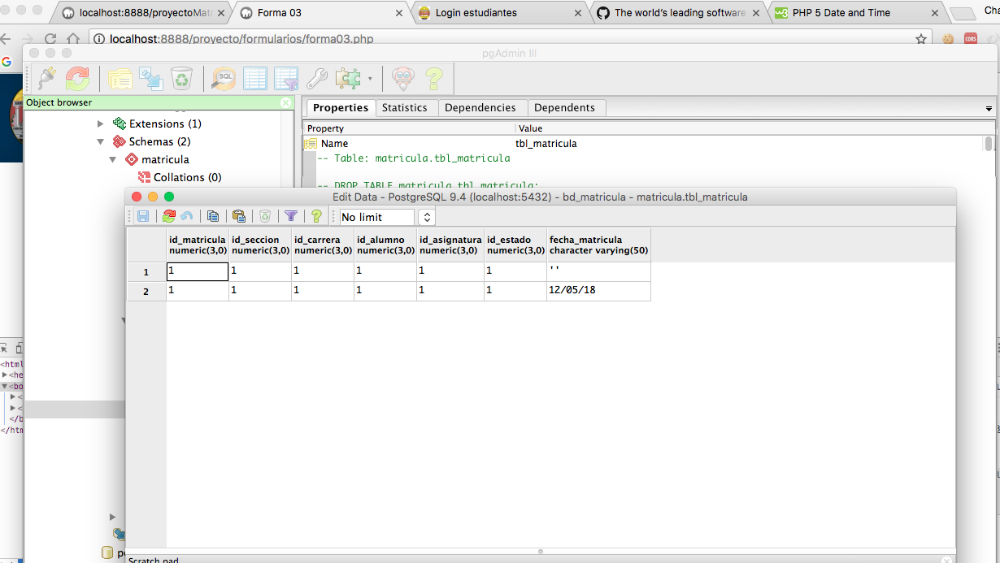 localhost:8888/proyectoMat
Forma 03
Login estudiantes
The world's leading software
PHP 5 Date and Time
Cha
localhost:8888/proyecto/formularios/forma03.php
CORS
pgAdmin III
SQL
Object browser
Properties Statistics Dependencies Dependents
Extensions (1)
Schemas (2)
matricula
Collations (0)
Property Value
Name tbl_matricula
-- Table: matricula.tbl_matricula
-- DROP TABLE matricula.tbl_matricula;
Edit Data - PostgreSQL 9.4 (localhost:5432) - bd_matricula - matricula.tbl_matricula
No limit
id_matricula id_seccion id_carrera id_alumno id_asignatura id_estado fecha_matricula
numeric(3,0) numeric(3,0) numeric(3,0) numeric(3,0) numeric(3,0) numeric(3,0) character varying(50)
1 1 1 1 1 1 1 ''
2 1 1 1 1 1 1 12/05/18
<html
<he
<bo
<
<
</b
</htm
po
Scratch pad